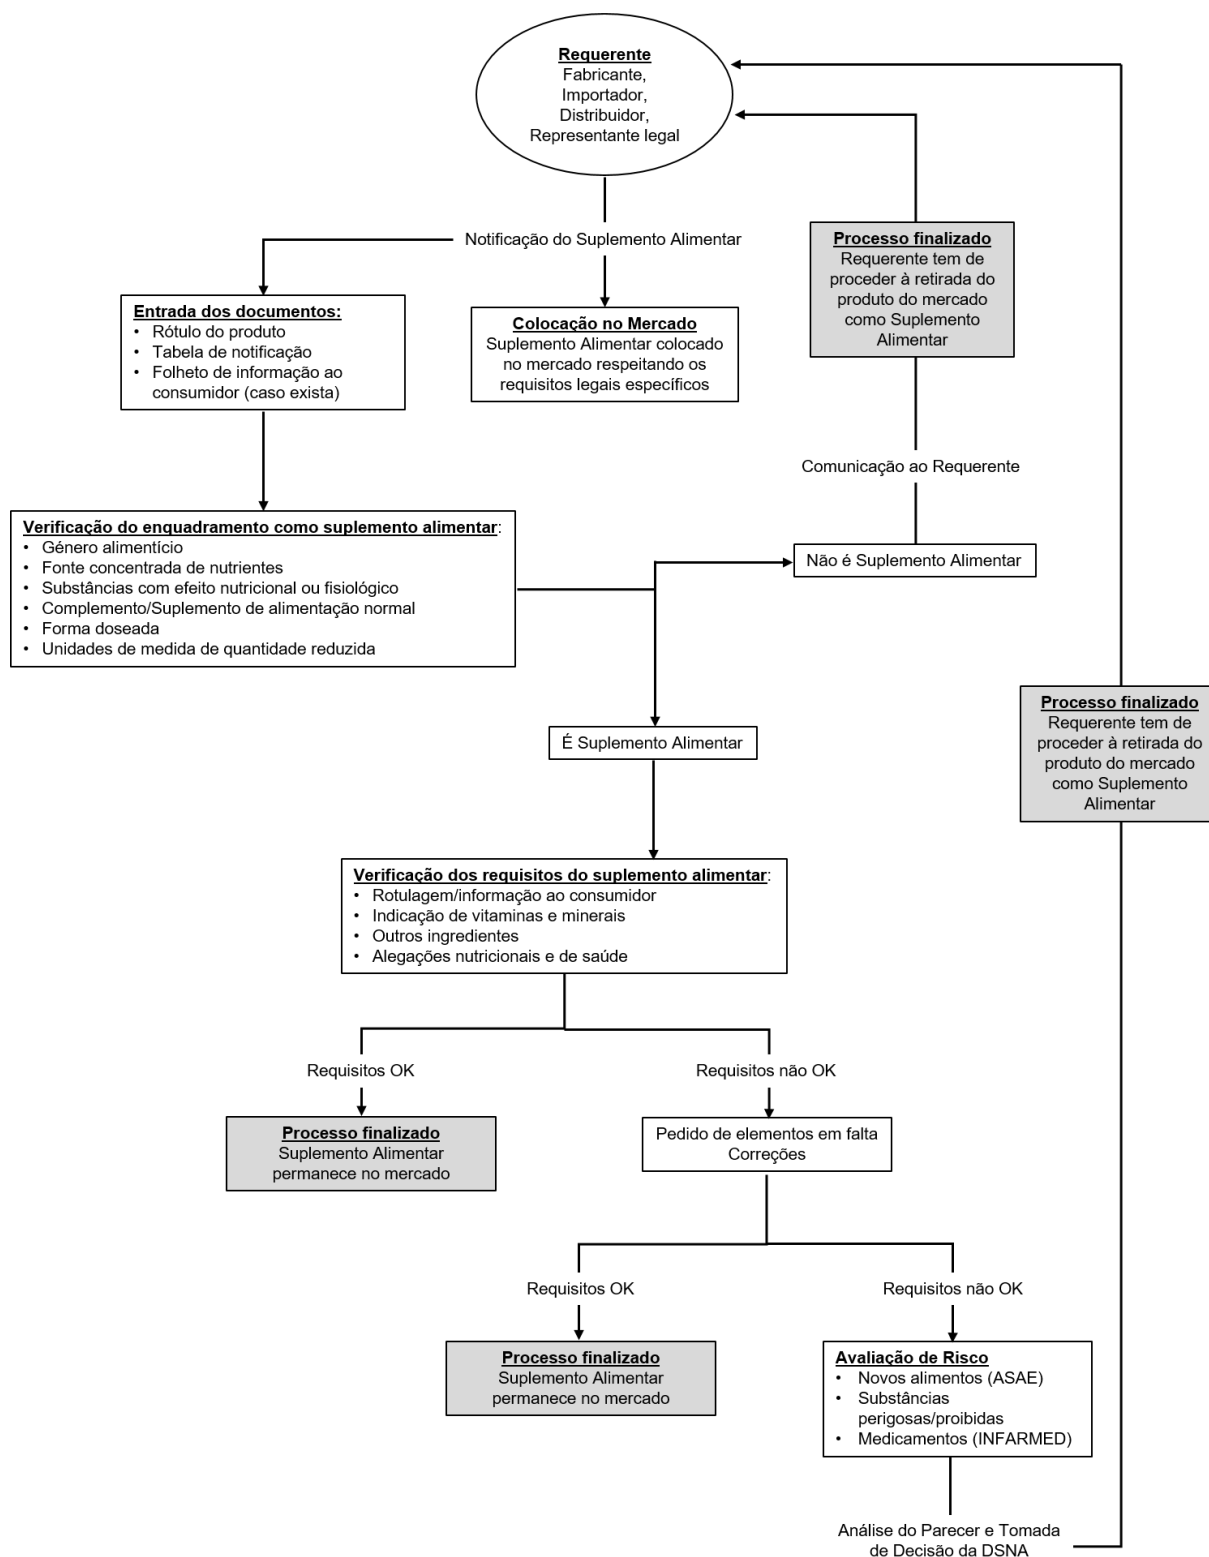 Requerente
Fabricante,
Importador,
Distribuidor,
Representante legal
Notificação do Suplemento Alimentar
Entrada dos documentos:
• Rótulo do produto
• Tabela de notificação
• Folheto de informação ao
consumidor (caso exista)
Colocação no Mercado
Suplemento Alimentar colocado
no mercado respeitando os
requisitos legais específicos
Processo finalizado
Requerente tem de
proceder à retirada do
produto do mercado
como Suplemento
Alimentar
Comunicação ao Requerente
Verificação do enquadramento como suplemento alimentar:
• Género alimentício
• Fonte concentrada de nutrientes
• Substâncias com efeito nutricional ou fisiológico
• Complemento/Suplemento de alimentação normal
• Forma doseada
• Unidades de medida de quantidade reduzida
Não é Suplemento Alimentar
É Suplemento Alimentar
Processo finalizado
Requerente tem de
proceder à retirada do
produto do mercado
como Suplemento
Alimentar
Verificação dos requisitos do suplemento alimentar:
• Rotulagem/informação ao consumidor
• Indicação de vitaminas e minerais
• Outros ingredientes
• Alegações nutricionais e de saúde
Requisitos OK
Requisitos não OK
Processo finalizado
Suplemento Alimentar
permanece no mercado
Pedido de elementos em falta
Correções
Requisitos OK
Requisitos não OK
Processo finalizado
Suplemento Alimentar
permanece no mercado
Avaliação de Risco
• Novos alimentos (ASAE)
• Substâncias
perigosas/proibidas
• Medicamentos (INFARMED)
Análise do Parecer e Tomada
de Decisão da DSNA